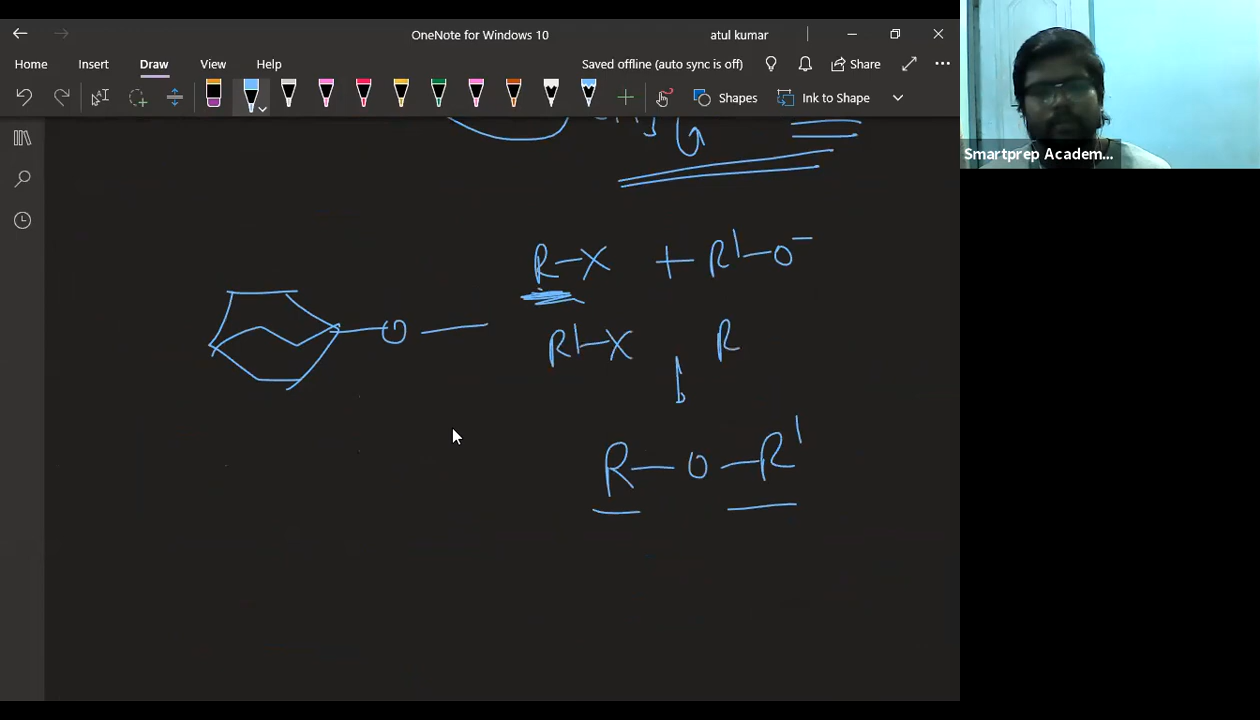 OneNote for Windows 10
atul kumar
Home Insert Draw View Help
Saved offline (auto sync is off)
Share
Shapes
Ink to Shape
Smartprep Academ...
R-X + R'-O⁻
R'-X R
O
R-O-R'